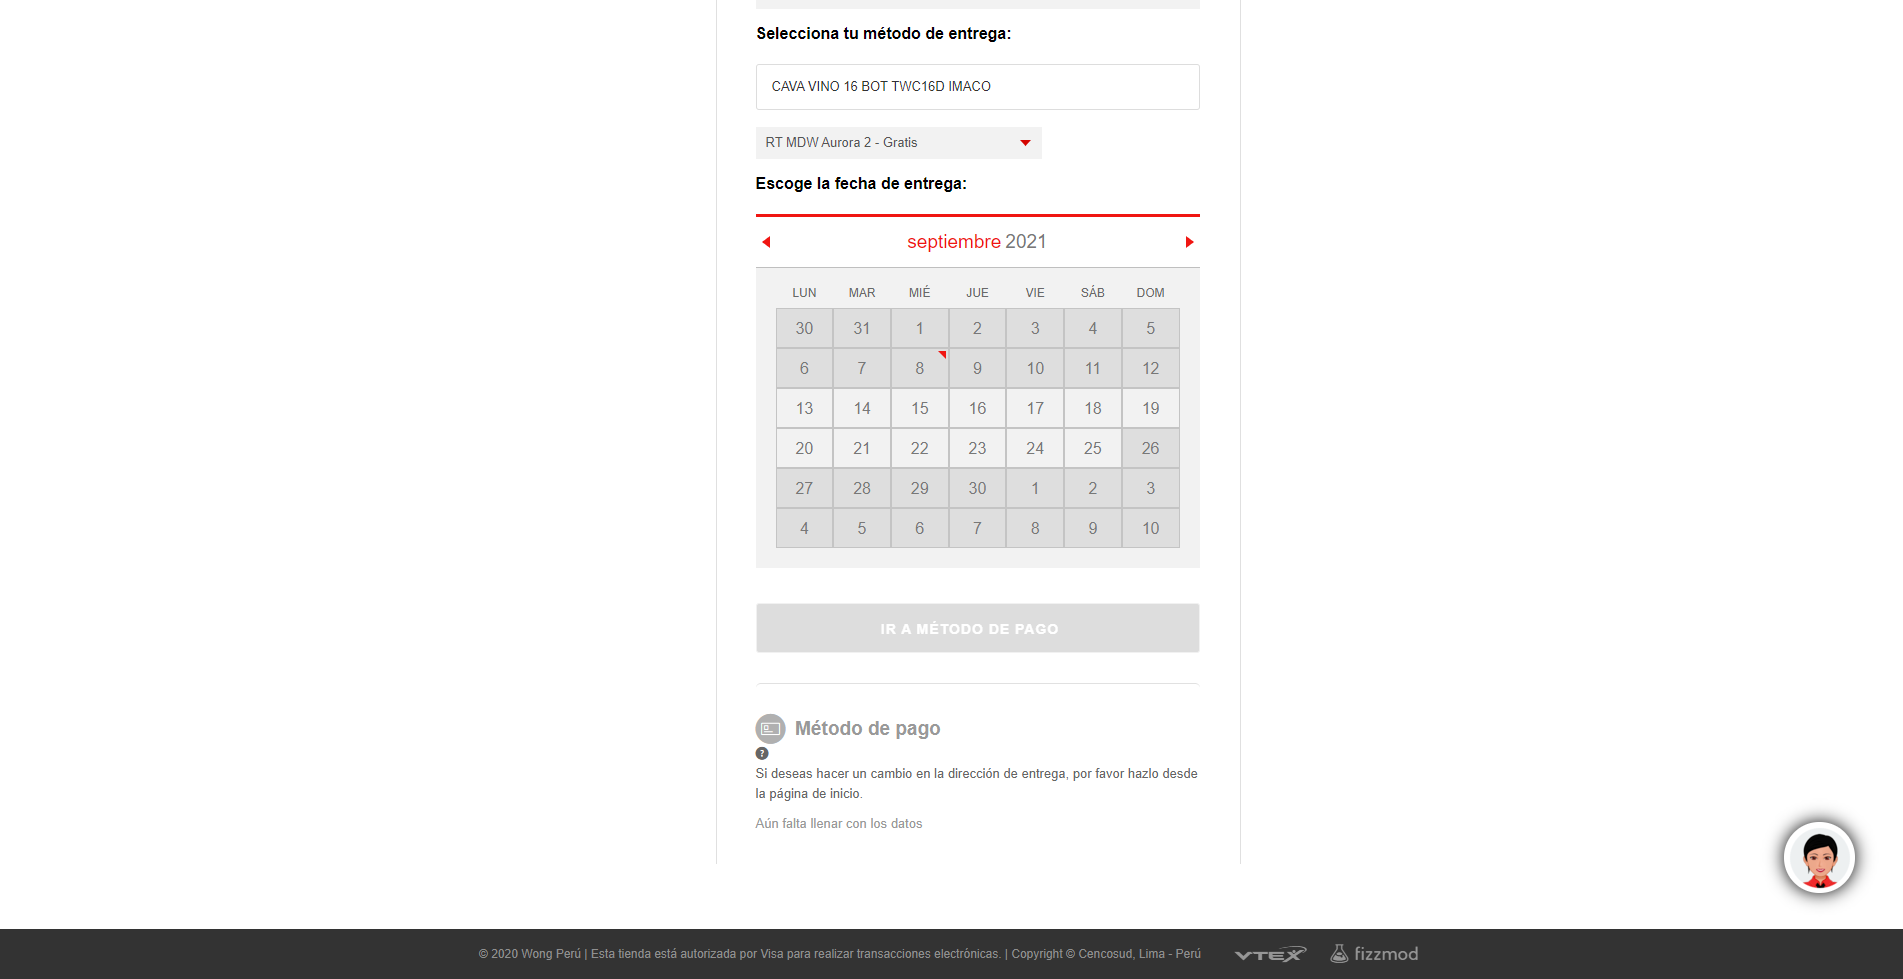 Selecciona tu método de entrega:
CAVA VINO 16 BOT TWC16D IMACO
RT MDW Aurora 2 - Gratis
Escoge la fecha de entrega:
septiembre 2021
LUN MAR MIÉ JUE VIE SÁB DOM
30 31 1 2 3 4 5
6 7 8 9 10 11 12
13 14 15 16 17 18 19
20 21 22 23 24 25 26
27 28 29 30 1 2 3
4 5 6 7 8 9 10
IR A MÉTODO DE PAGO
Método de pago
?
Si deseas hacer un cambio en la dirección de entrega, por favor hazlo desde
la página de inicio.
Aún falta llenar con los datos
© 2020 Wong Perú | Esta tienda está autorizada por Visa para realizar transacciones electrónicas. | Copyright © Cencosud, Lima - Perú VTEX fizzmod